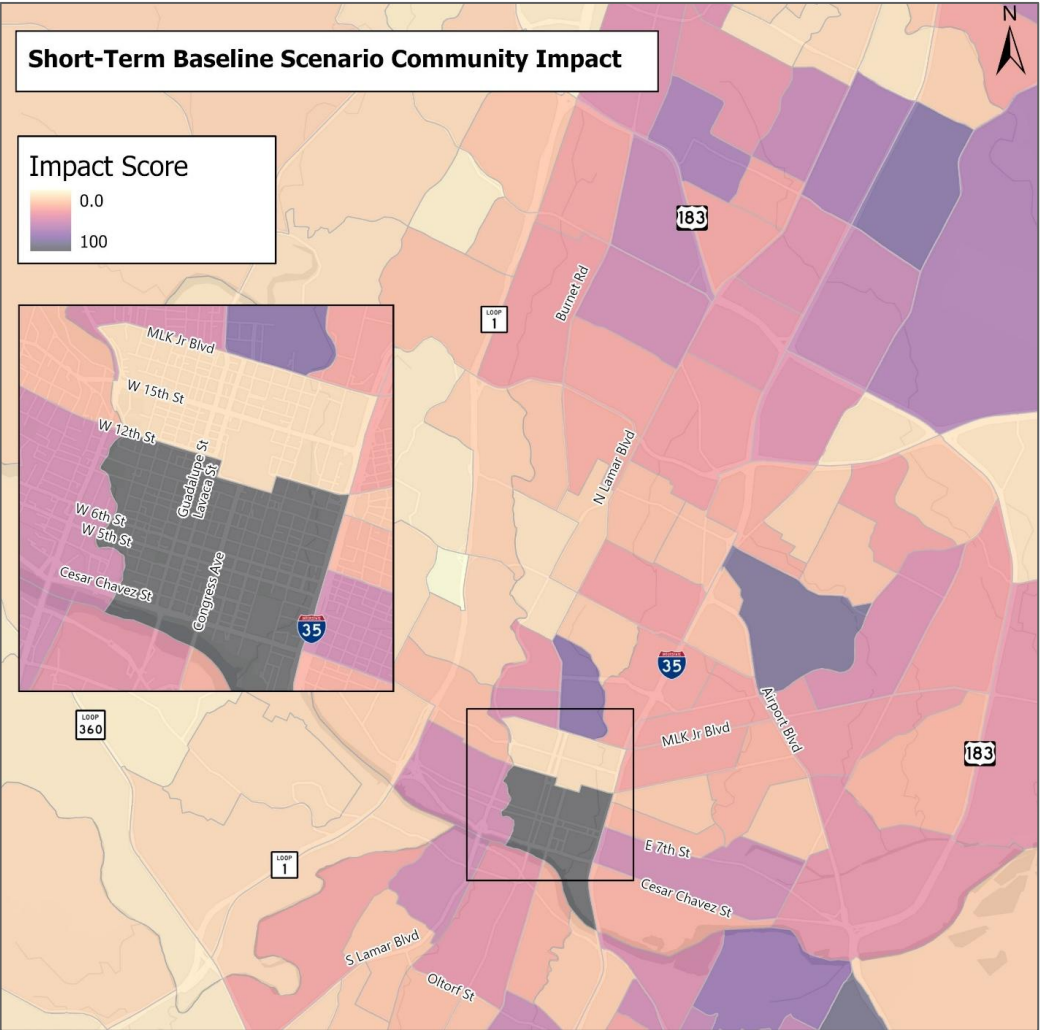 N
Short-Term Baseline Scenario Community Impact
Impact Score
0.0
100
183
LOOP
1
Burnet Rd
N Lamar Blvd
MLK Jr Blvd
W 15th St
W 12th St
Guadalupe St
Lavaca St
W 6th St
W 5th St
Cesar Chavez St
Congress Ave
35
35
LOOP
360
MLK Jr Blvd
Airport Blvd
183
LOOP
1
E 7th St
Cesar Chavez St
S Lamar Blvd
Oltorf St